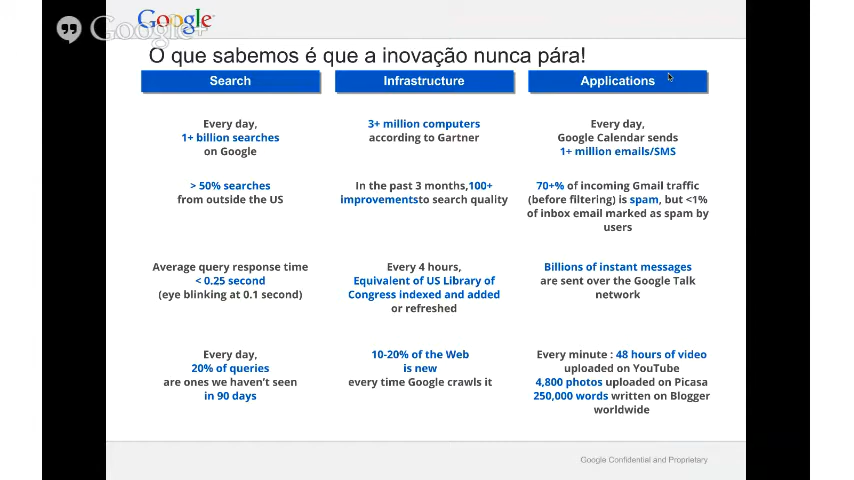 Google+
Google
O que sabemos é que a inovação nunca pára!
Search
Every day,
1+ billion searches
on Google
> 50% searches
from outside the US
Average query response time
< 0.25 second
(eye blinking at 0.1 second)
Every day,
20% of queries
are ones we haven't seen
in 90 days
Infrastructure
3+ million computers
according to Gartner
In the past 3 months,100+
improvementsto search quality
Every 4 hours,
Equivalent of US Library of
Congress indexed and added
or refreshed
10-20% of the Web
is new
every time Google crawls it
Applications
Every day,
Google Calendar sends
1+ million emails/SMS
70+% of incoming Gmail traffic
(before filtering) is spam, but <1%
of inbox email marked as spam by
users
Billions of instant messages
are sent over the Google Talk
network
Every minute : 48 hours of video
uploaded on YouTube
4,800 photos uploaded on Picasa
250,000 words written on Blogger
worldwide
Google Confidential and Proprietary